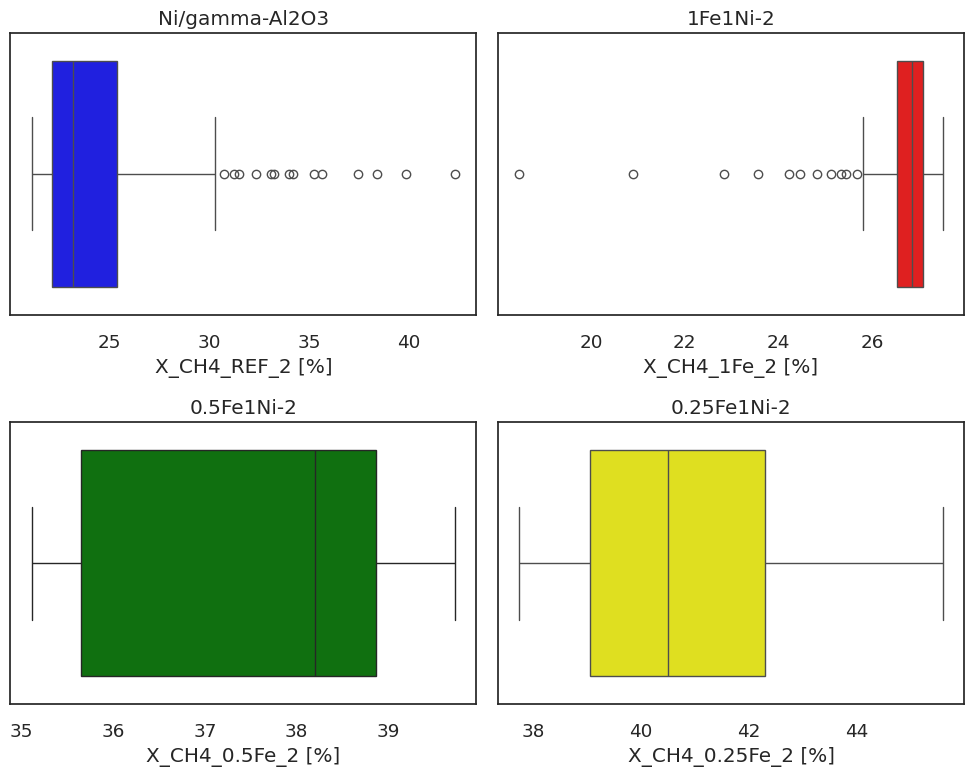 Ni/gamma-Al2O3
25 30 35 40
X_CH4_REF_2 [%]
1Fe1Ni-2
20 22 24 26
X_CH4_1Fe_2 [%]
0.5Fe1Ni-2
35 36 37 38 39
X_CH4_0.5Fe_2 [%]
0.25Fe1Ni-2
38 40 42 44
X_CH4_0.25Fe_2 [%]